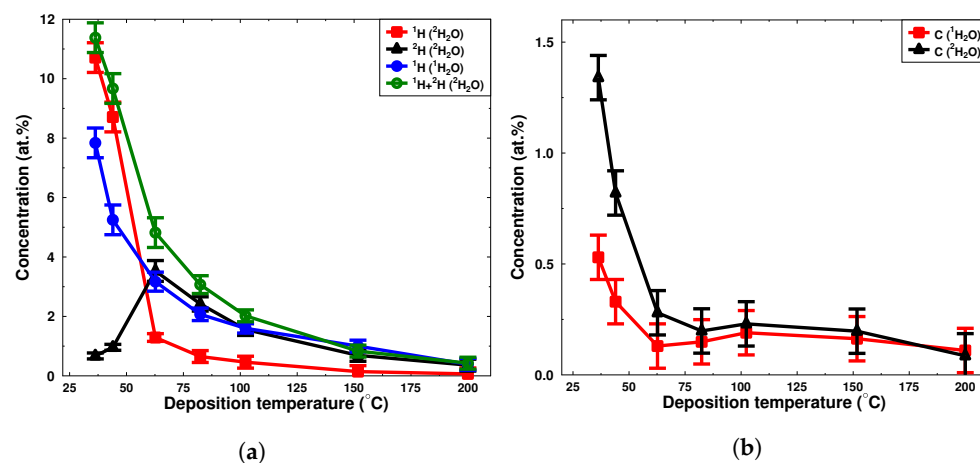 12
10
8
6
4
2
0
Concentration (at.%)
¹H (²H₂O)
²H (²H₂O)
¹H (¹H₂O)
¹H+²H (²H₂O)
25 50 75 100 125 150 175 200
Deposition temperature (°C)
(a)
1.5
1.0
0.5
0.0
Concentration (at.%)
C (¹H₂O)
C (²H₂O)
25 50 75 100 125 150 175 200
Deposition temperature (°C)
(b)